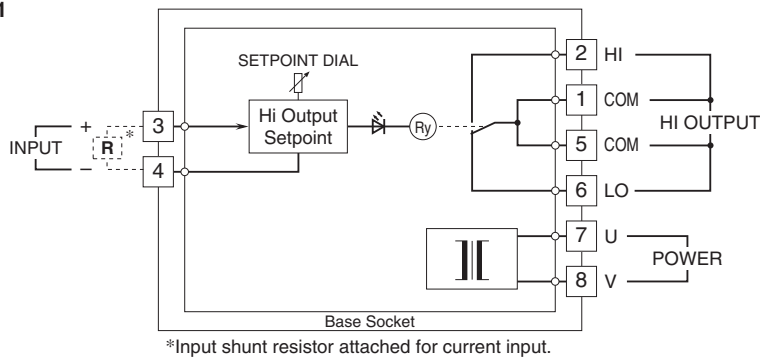 1
SETPOINT DIAL
Hi Output
Setpoint
Ry
INPUT
+
−
R
*
3
4
2 HI
1 COM
5 COM
6 LO
HI OUTPUT
7 U
8 V
POWER
Base Socket
*Input shunt resistor attached for current input.